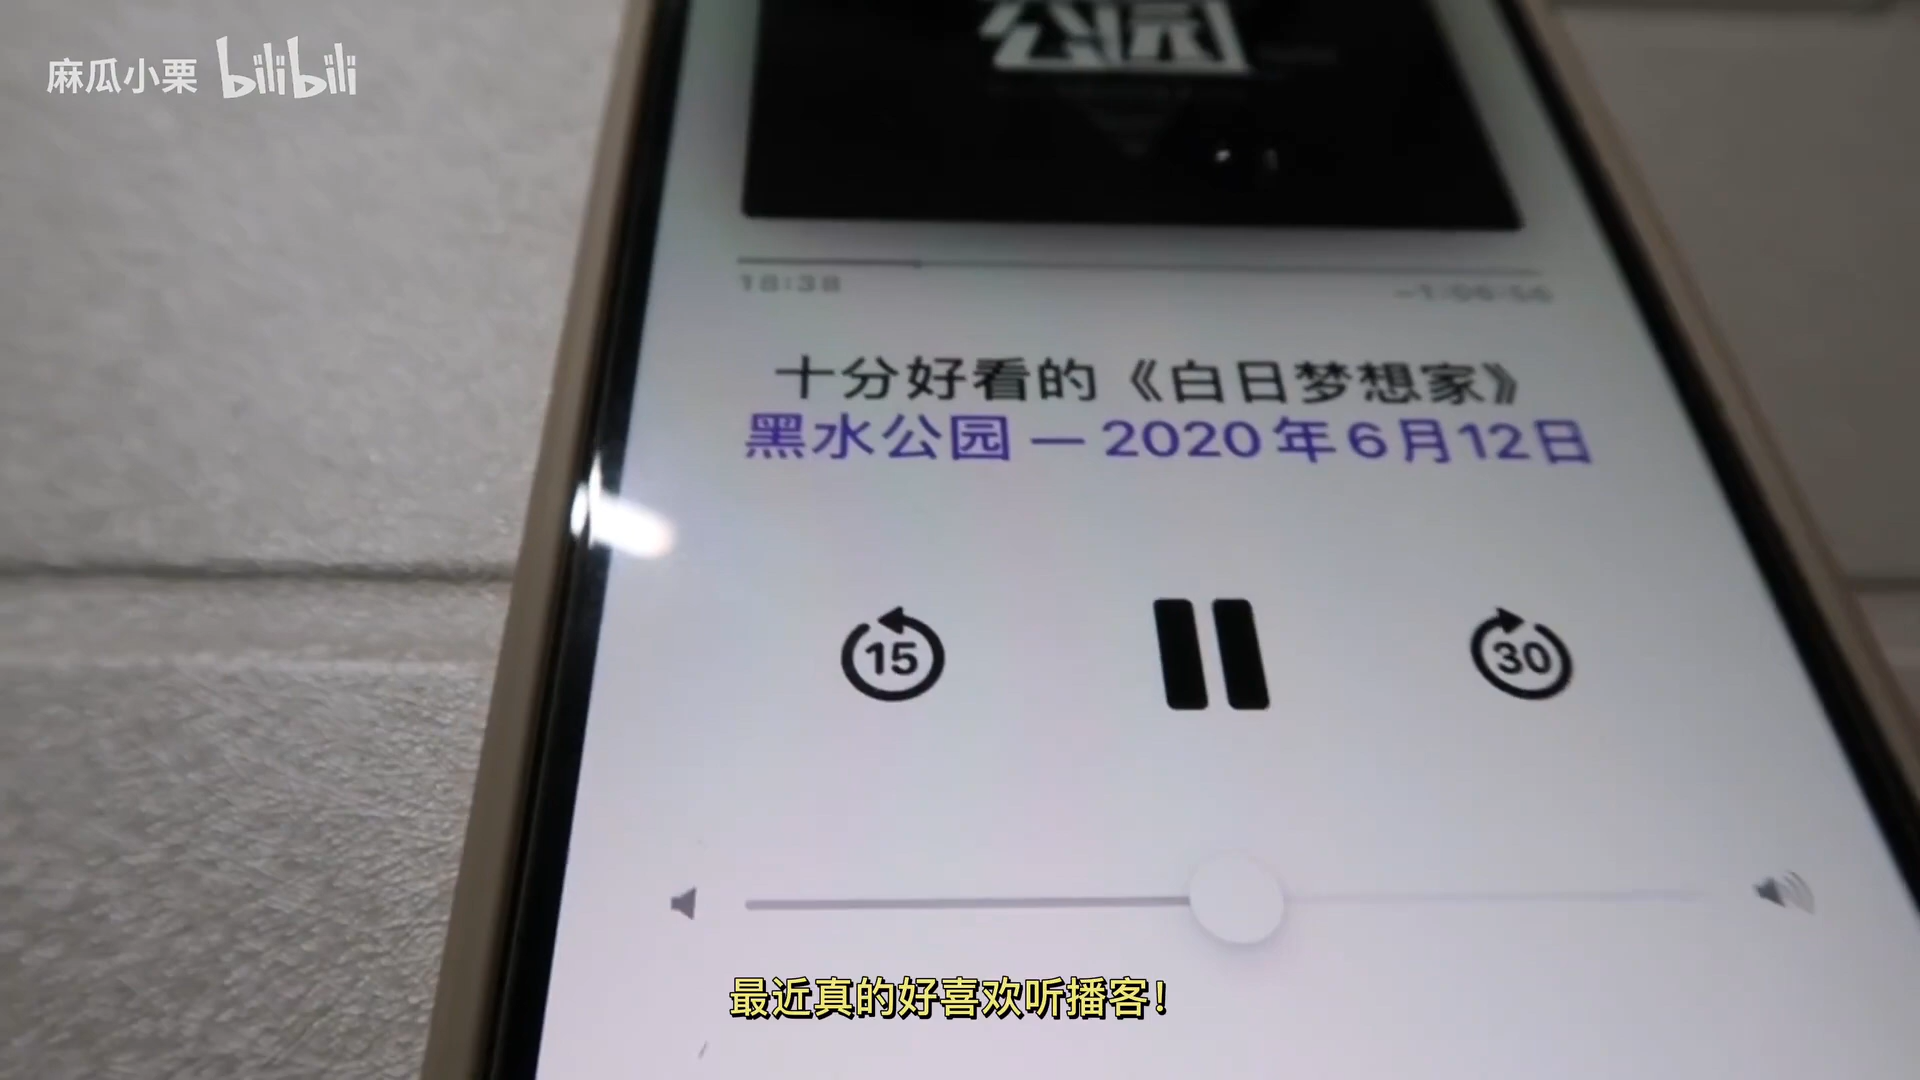 麻瓜小栗 bilibili
公园
18:38
十分好看的《白日梦想家》
黑水公园 — 2020年6月12日
15
30
最近真的好喜欢听播客！